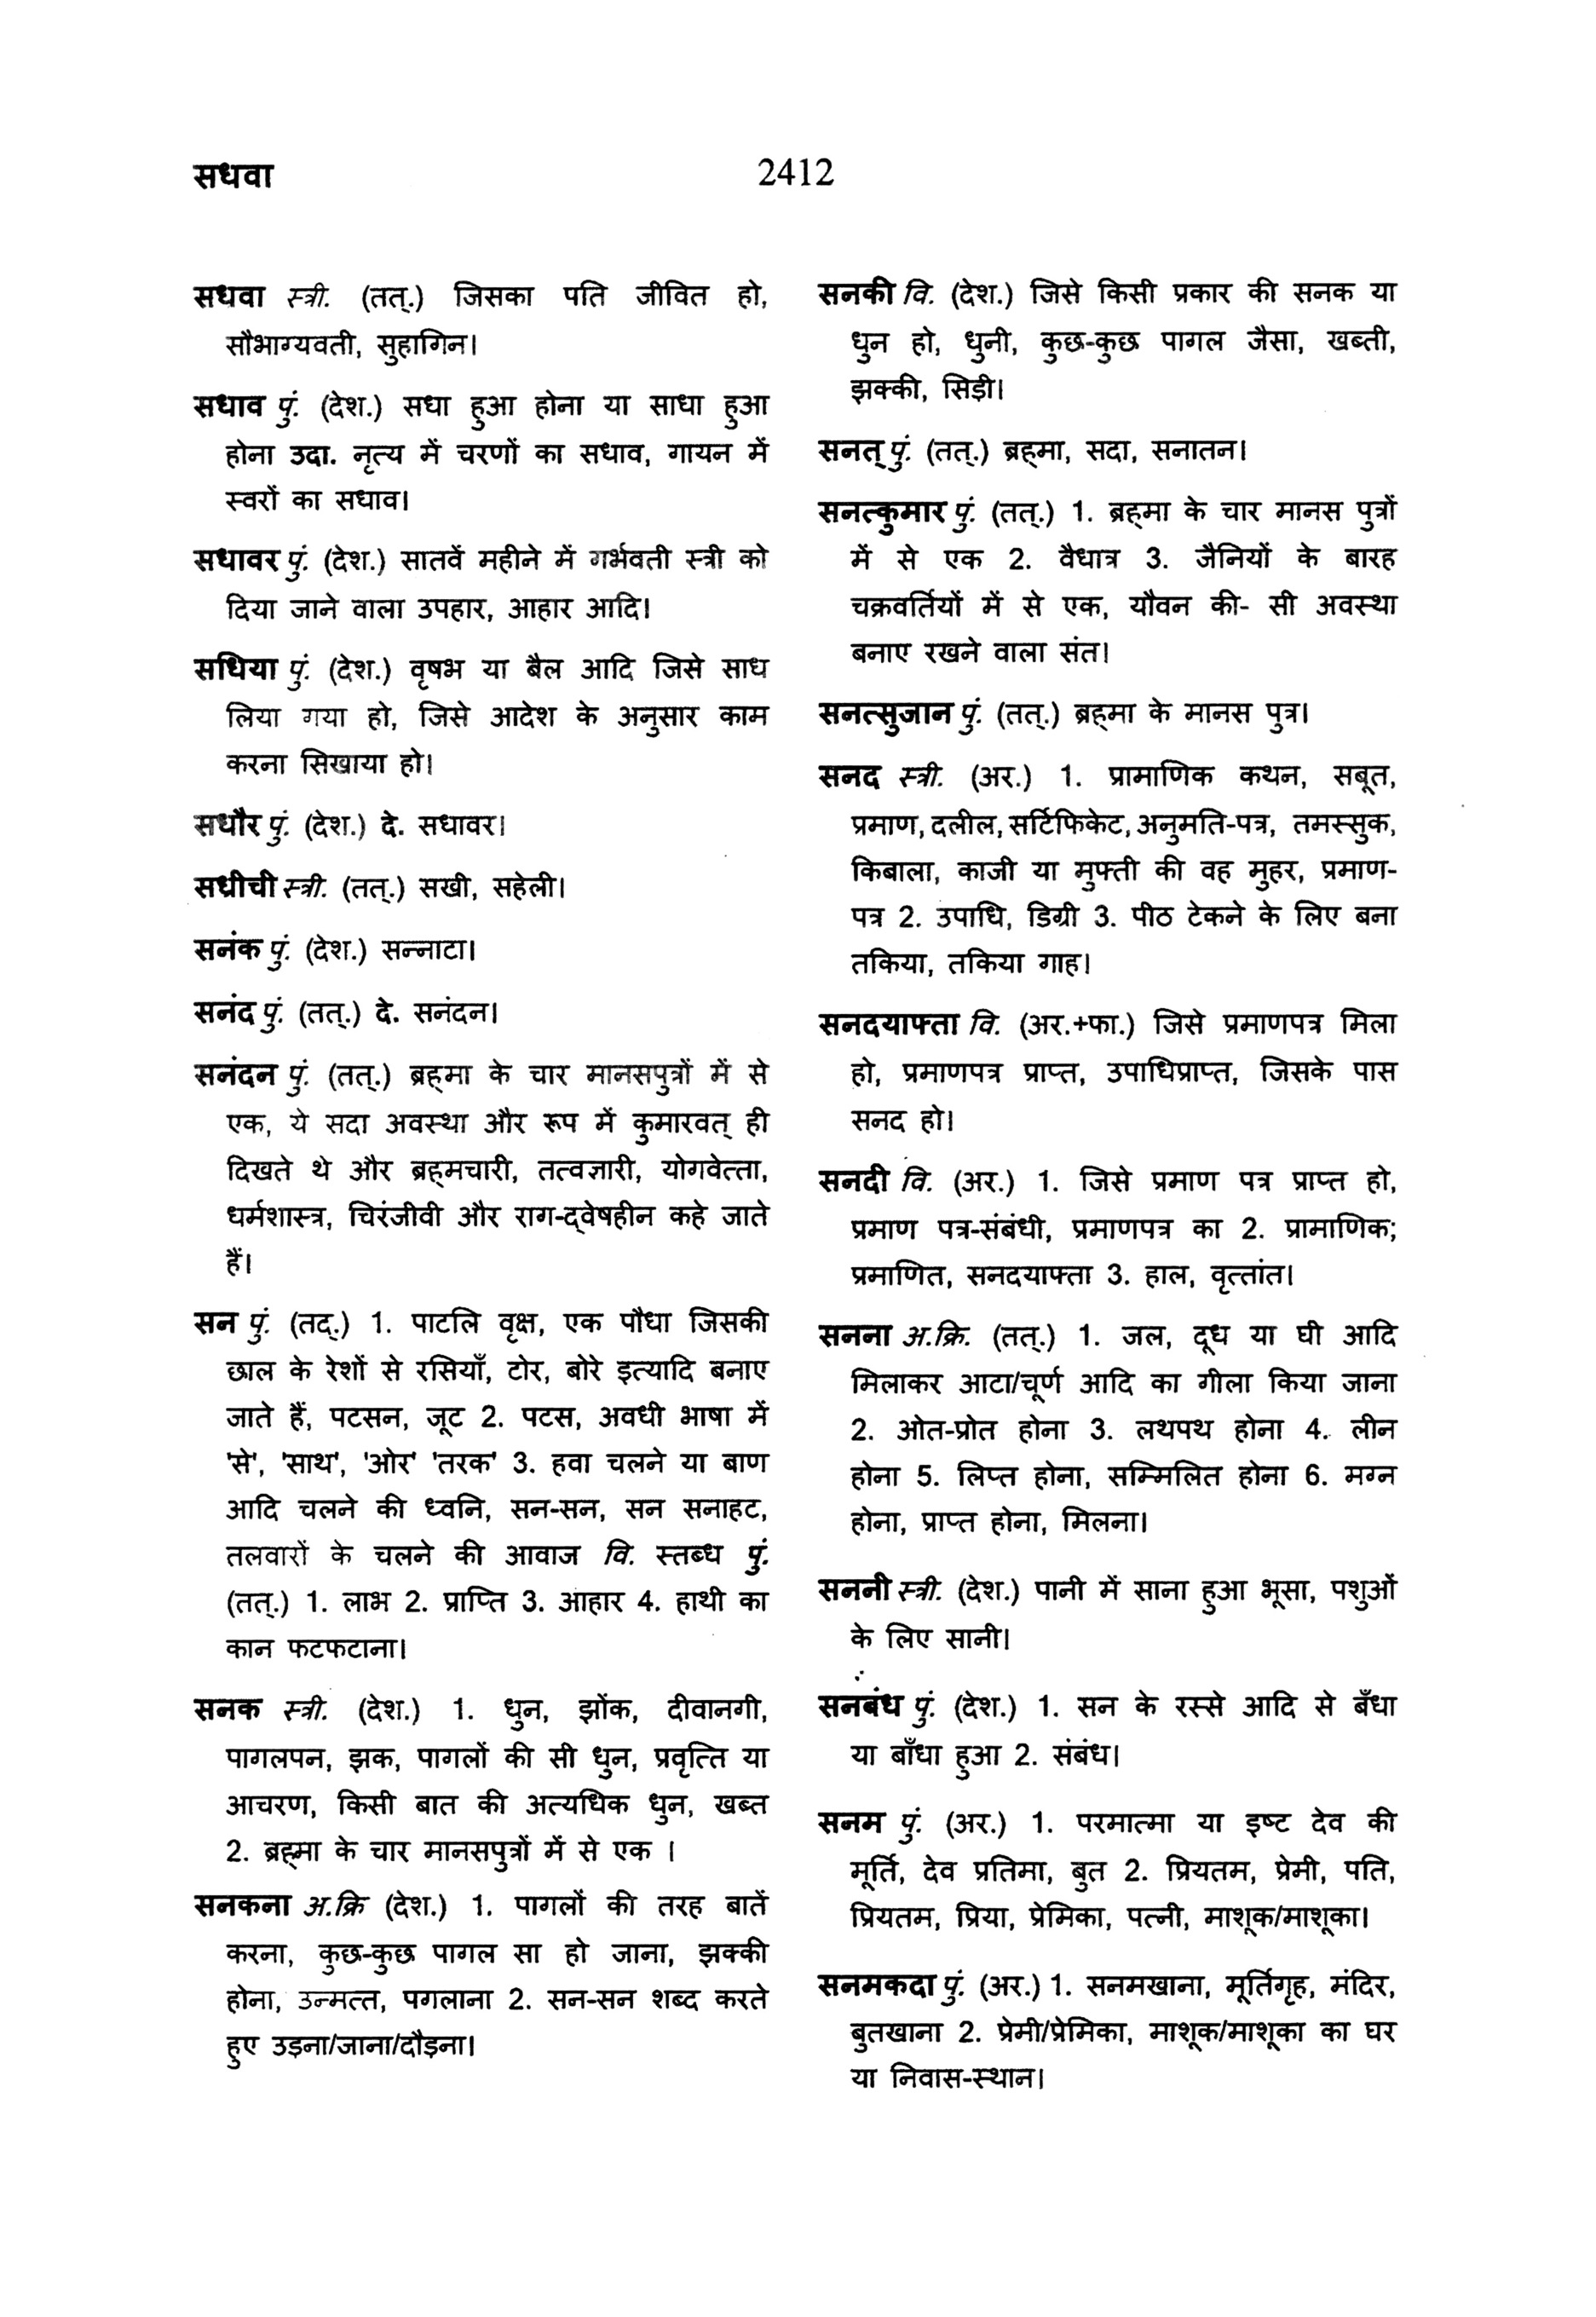 सधवा
2412
सधवा स्त्री. (तत्.) जिसका पति जीवित हो,
सौभाग्यवती, सुहागिन।
सधाव पुं. (देश.) सधा हुआ होना या साधा हुआ
होना उदा. नृत्य में चरणों का सधाव, गायन में
स्वरों का सधाव।
सधावर पुं. (देश.) सातवें महीने में गर्भवती स्त्री को
दिया जाने वाला उपहार, आहार आदि।
सधिया पुं. (देश.) वृषभ या बैल आदि जिसे साध
लिया गया हो, जिसे आदेश के अनुसार काम
करना सिखाया हो।
सधौर पुं. (देश.) दे. सधावर।
सध्रीची स्त्री. (तत्.) सखी, सहेली।
सनंक पुं. (देश.) सन्नाटा।
सनंद पुं. (तत्.) दे. सनंदन।
सनंदन पुं. (तत्.) ब्रह्मा के चार मानसपुत्रों में से
एक, ये सदा अवस्था और रूप में कुमारवत् ही
दिखते थे और ब्रह्मचारी, तत्वज्ञारी, योगवेत्ता,
धर्मशास्त्र, चिरंजीवी और राग-द्वेषहीन कहे जाते
हैं।
सन पुं. (तद्.) 1. पाटलि वृक्ष, एक पौधा जिसकी
छाल के रेशों से रसियाँ, टोर, बोरे इत्यादि बनाए
जाते हैं, पटसन, जूट 2. पटस, अवधी भाषा में
'से', 'साथ', 'ओर' 'तरक' 3. हवा चलने या बाण
आदि चलने की ध्वनि, सन-सन, सन सनाहट,
तलवारों के चलने की आवाज वि. स्तब्ध पुं.
(तत्.) 1. लाभ 2. प्राप्ति 3. आहार 4. हाथी का
कान फटफटाना।
सनक स्त्री. (देश.) 1. धुन, झोंक, दीवानगी,
पागलपन, झक, पागलों की सी धुन, प्रवृत्ति या
आचरण, किसी बात की अत्यधिक धुन, खब्त
2. ब्रह्मा के चार मानसपुत्रों में से एक ।
सनकना अ.क्रि (देश.) 1. पागलों की तरह बातें
करना, कुछ-कुछ पागल सा हो जाना, झक्की
होना, उन्मत्त, पगलाना 2. सन-सन शब्द करते
हुए उड़ना/जाना/दौड़ना।
सनकी वि. (देश.) जिसे किसी प्रकार की सनक या
धुन हो, धुनी, कुछ-कुछ पागल जैसा, खब्ती,
झक्की, सिड़ी।
सनत् पुं. (तत्.) ब्रह्मा, सदा, सनातन।
सनत्कुमार पुं. (तत्.) 1. ब्रह्मा के चार मानस पुत्रों
में से एक 2. वैधात्र 3. जैनियों के बारह
चक्रवर्तियों में से एक, यौवन की- सी अवस्था
बनाए रखने वाला संत।
सनत्सुजान पुं. (तत्.) ब्रह्मा के मानस पुत्र।
सनद स्त्री. (अर.) 1. प्रामाणिक कथन, सबूत,
प्रमाण, दलील, सर्टिफिकेट, अनुमति-पत्र, तमस्सुक,
किबाला, काजी या मुफ्ती की वह मुहर, प्रमाण-
पत्र 2. उपाधि, डिग्री 3. पीठ टेकने के लिए बना
तकिया, तकिया गाह।
सनदयाफ्ता वि. (अर.+फा.) जिसे प्रमाणपत्र मिला
हो, प्रमाणपत्र प्राप्त, उपाधिप्राप्त, जिसके पास
सनद हो।
सनदी वि. (अर.) 1. जिसे प्रमाण पत्र प्राप्त हो,
प्रमाण पत्र-संबंधी, प्रमाणपत्र का 2. प्रामाणिक;
प्रमाणित, सनदयाफ्ता 3. हाल, वृत्तांत।
सनना अ.क्रि. (तत्.) 1. जल, दूध या घी आदि
मिलाकर आटा/चूर्ण आदि का गीला किया जाना
2. ओत-प्रोत होना 3. लथपथ होना 4. लीन
होना 5. लिप्त होना, सम्मिलित होना 6. मग्न
होना, प्राप्त होना, मिलना।
सननी स्त्री. (देश.) पानी में साना हुआ भूसा, पशुओं
के लिए सानी।
सनबंध पुं. (देश.) 1. सन के रस्से आदि से बँधा
या बाँधा हुआ 2. संबंध।
सनम पुं. (अर.) 1. परमात्मा या इष्ट देव की
मूर्ति, देव प्रतिमा, बुत 2. प्रियतम, प्रेमी, पति,
प्रियतम, प्रिया, प्रेमिका, पत्नी, माशूक/माशूका।
सनमकदा पुं. (अर.) 1. सनमखाना, मूर्तिगृह, मंदिर,
बुतखाना 2. प्रेमी/प्रेमिका, माशूक/माशूका का घर
या निवास-स्थान।